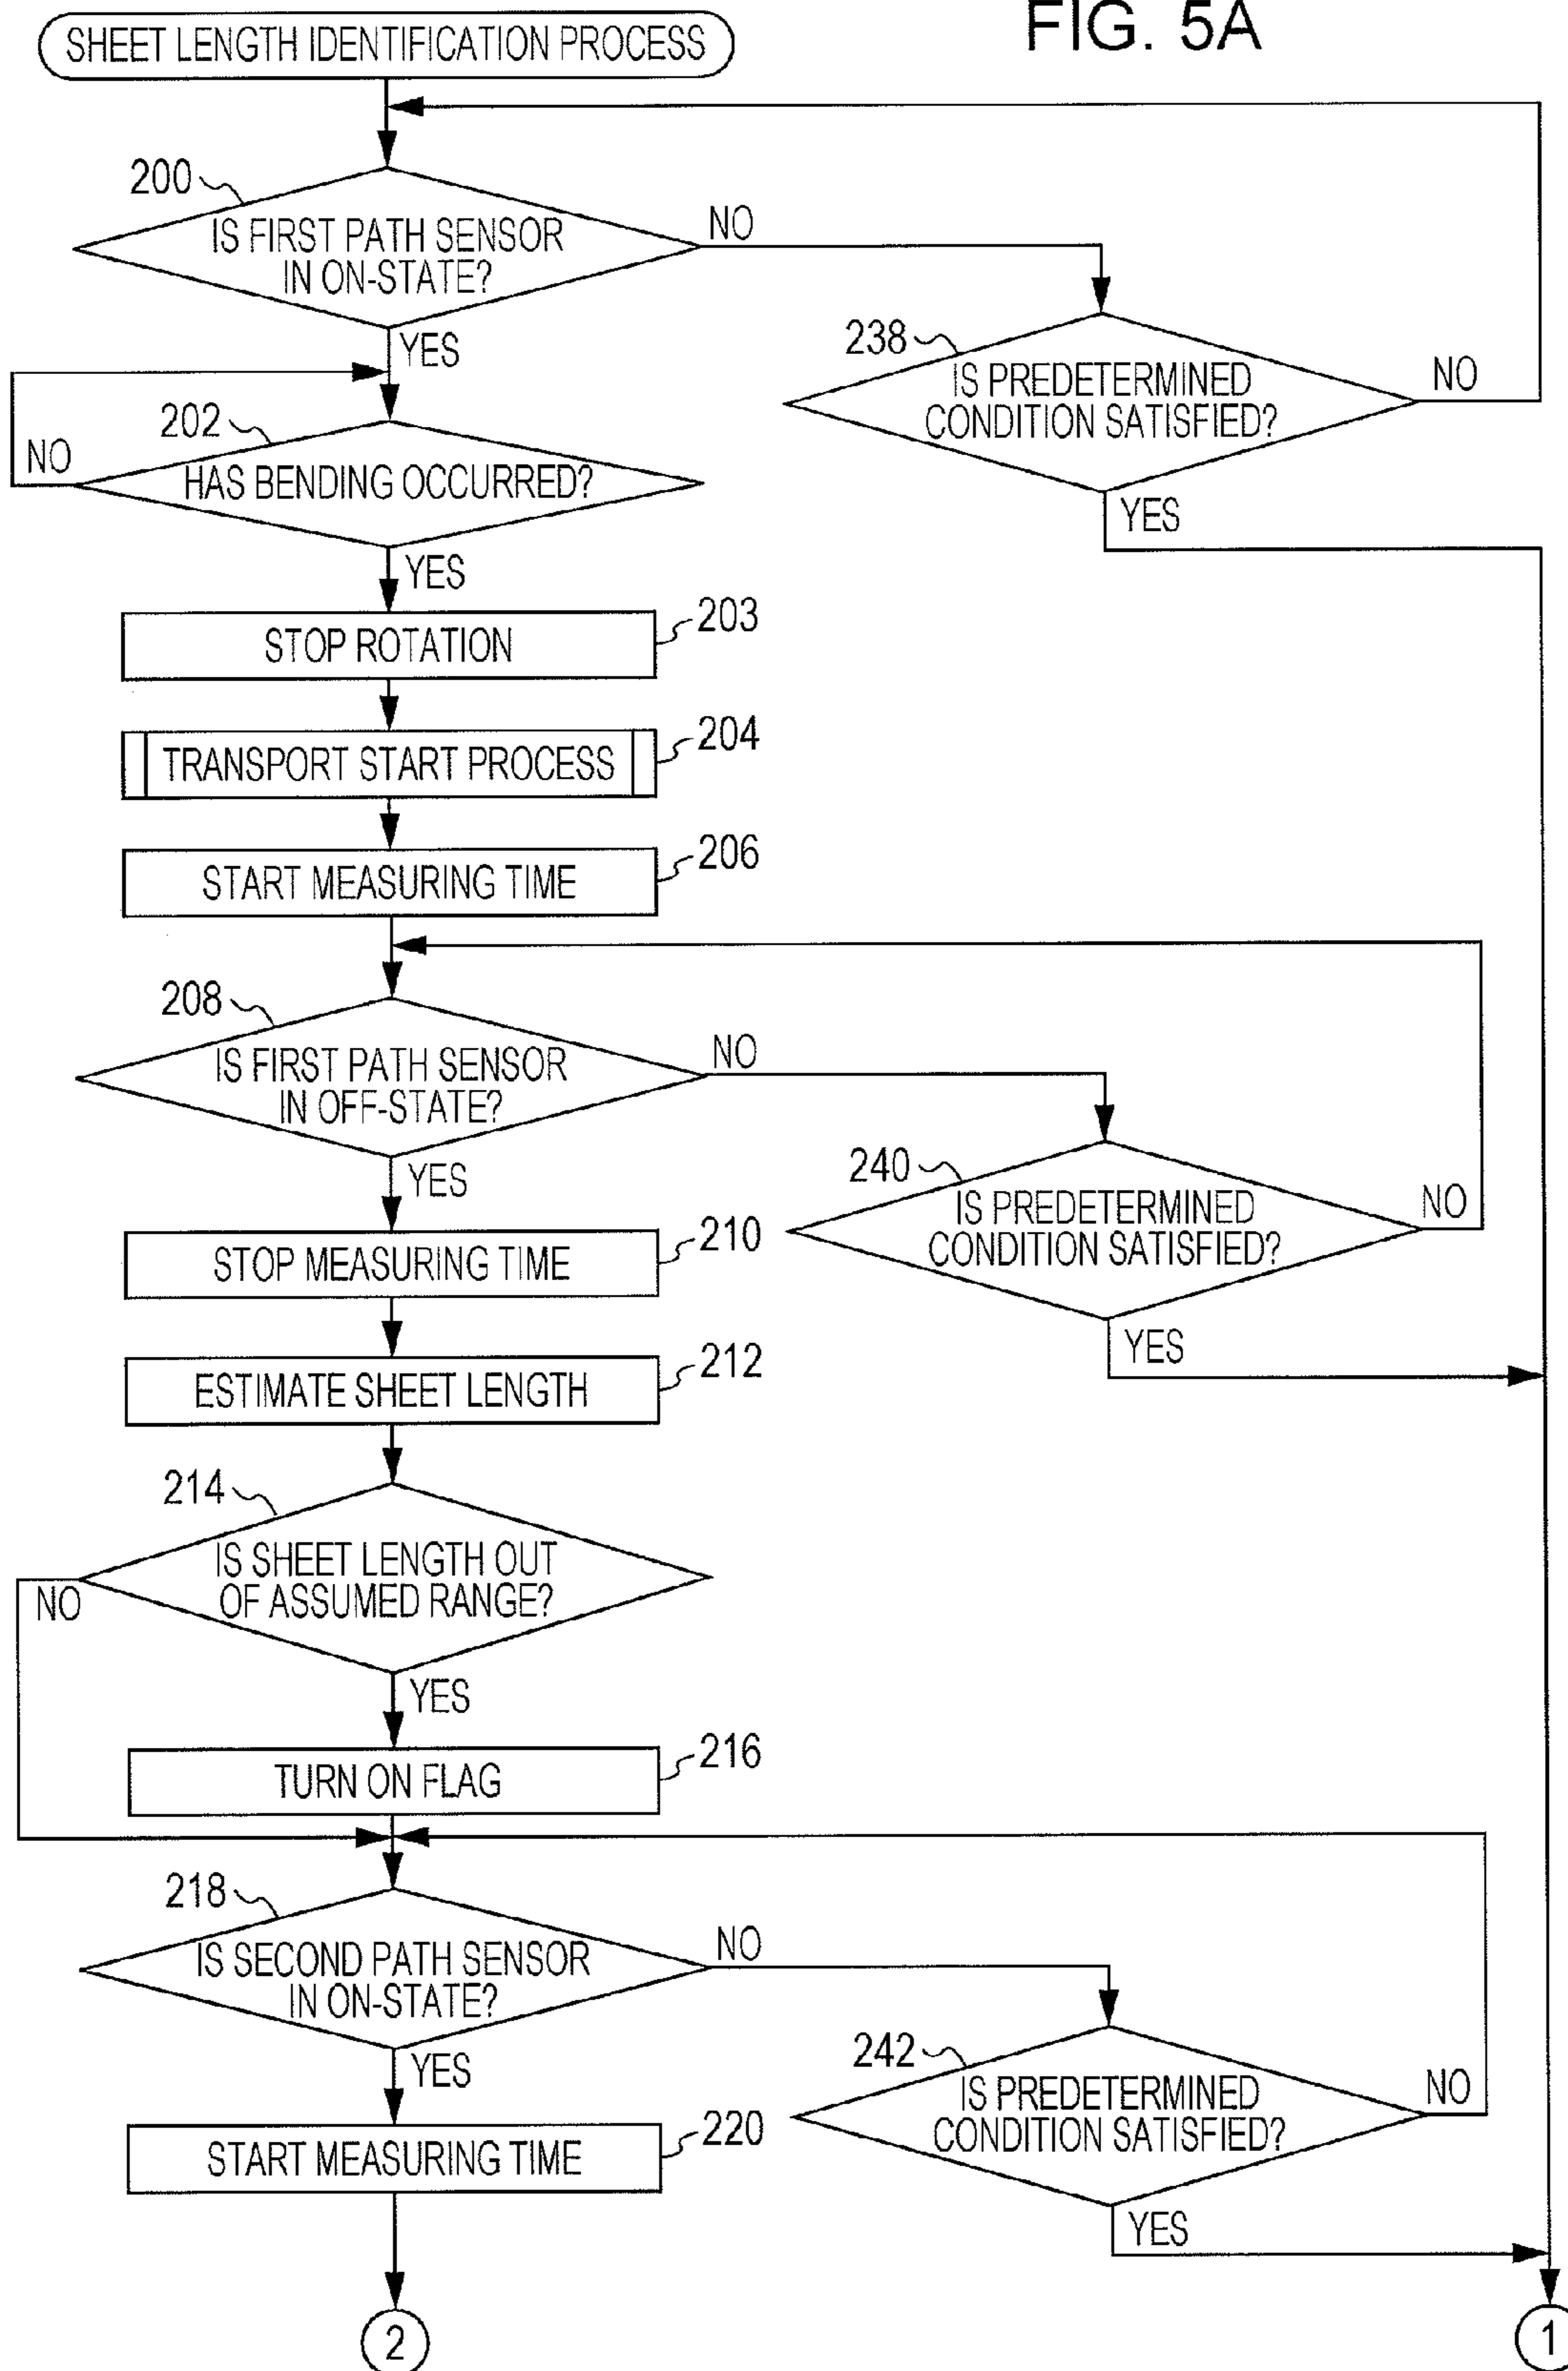 FIG. 5A
SHEET LENGTH IDENTIFICATION PROCESS
200
IS FIRST PATH SENSOR
IN ON-STATE?
NO
YES
238
IS PREDETERMINED
CONDITION SATISFIED?
NO
YES
202
HAS BENDING OCCURRED?
NO
YES
STOP ROTATION
203
TRANSPORT START PROCESS
204
START MEASURING TIME
206
208
IS FIRST PATH SENSOR
IN OFF-STATE?
NO
YES
240
IS PREDETERMINED
CONDITION SATISFIED?
NO
YES
STOP MEASURING TIME
210
ESTIMATE SHEET LENGTH
212
214
IS SHEET LENGTH OUT
OF ASSUMED RANGE?
NO
YES
TURN ON FLAG
216
218
IS SECOND PATH SENSOR
IN ON-STATE?
NO
YES
242
IS PREDETERMINED
CONDITION SATISFIED?
NO
YES
START MEASURING TIME
220
2
1